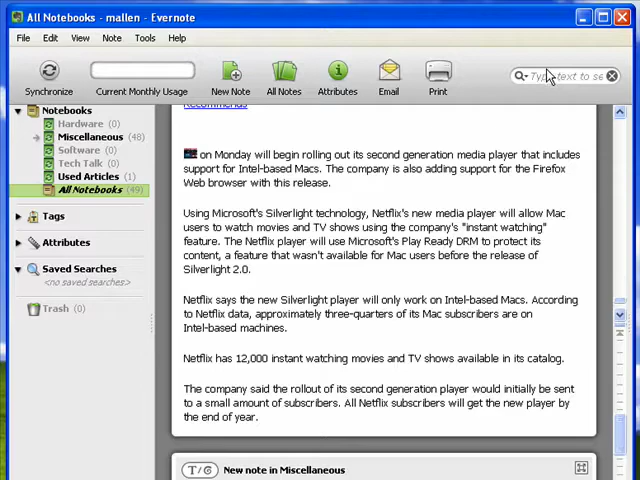 All Notebooks - mallen - Evernote
File Edit View Note Tools Help
Synchronize Current Monthly Usage New Note All Notes Attributes Email Print Type text to se
Notebooks
Hardware (0)
Miscellaneous (48)
Software (0)
Tech Talk (0)
Used Articles (1)
All Notebooks (49)
Tags
Attributes
Saved Searches
<no saved searches>
Trash (0)
Recommends
on Monday will begin rolling out its second generation media player that includes
support for Intel-based Macs. The company is also adding support for the Firefox
Web browser with this release.
Using Microsoft's Silverlight technology, Netflix's new media player will allow Mac
users to watch movies and TV shows using the company's "instant watching"
feature. The Netflix player will use Microsoft's Play Ready DRM to protect its
content, a feature that wasn't available for Mac users before the release of
Silverlight 2.0.
Netflix says the new Silverlight player will only work on Intel-based Macs. According
to Netflix data, approximately three-quarters of its Mac subscribers are on
Intel-based machines.
Netflix has 12,000 instant watching movies and TV shows available in its catalog.
The company said the rollout of its second generation player would initially be sent
to a small amount of subscribers. All Netflix subscribers will get the new player by
the end of year.
T/G New note in Miscellaneous